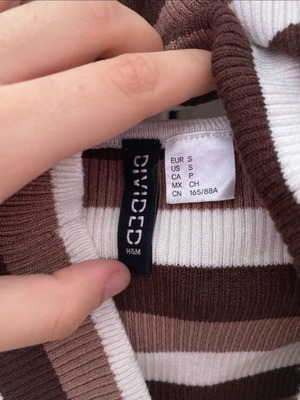 DIVIDED
H&M
EUR S
US S
CA P
MX CH
CN 165/88A